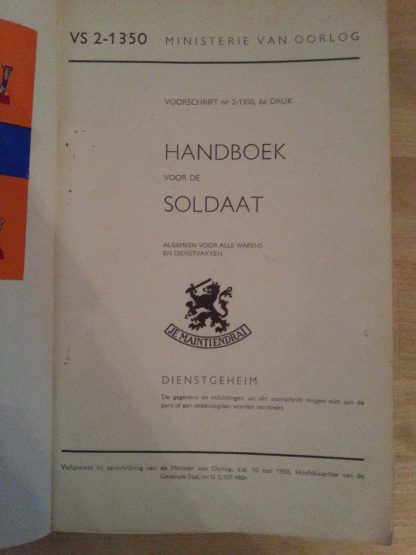 VS 2-1350 MINISTERIE VAN OORLOG
VOORSCHRIFT nr 2-1350, 6e DRUK
HANDBOEK
VOOR DE
SOLDAAT
ALGEMEEN VOOR ALLE WAPENS
EN DIENSTVAKKEN
JE MAINTIENDRAI
DIENSTGEHEIM
De gegevens en inlichtingen uit dit voorschrift mogen niet aan de
pers of aan onbevoegden worden verstrekt
Vastgesteld bij aanschrijving van de Minister van Oorlog, d.d. 10 mei 1958, Hoofdkwartier van de
Generale Staf, nr G 3/107.490h